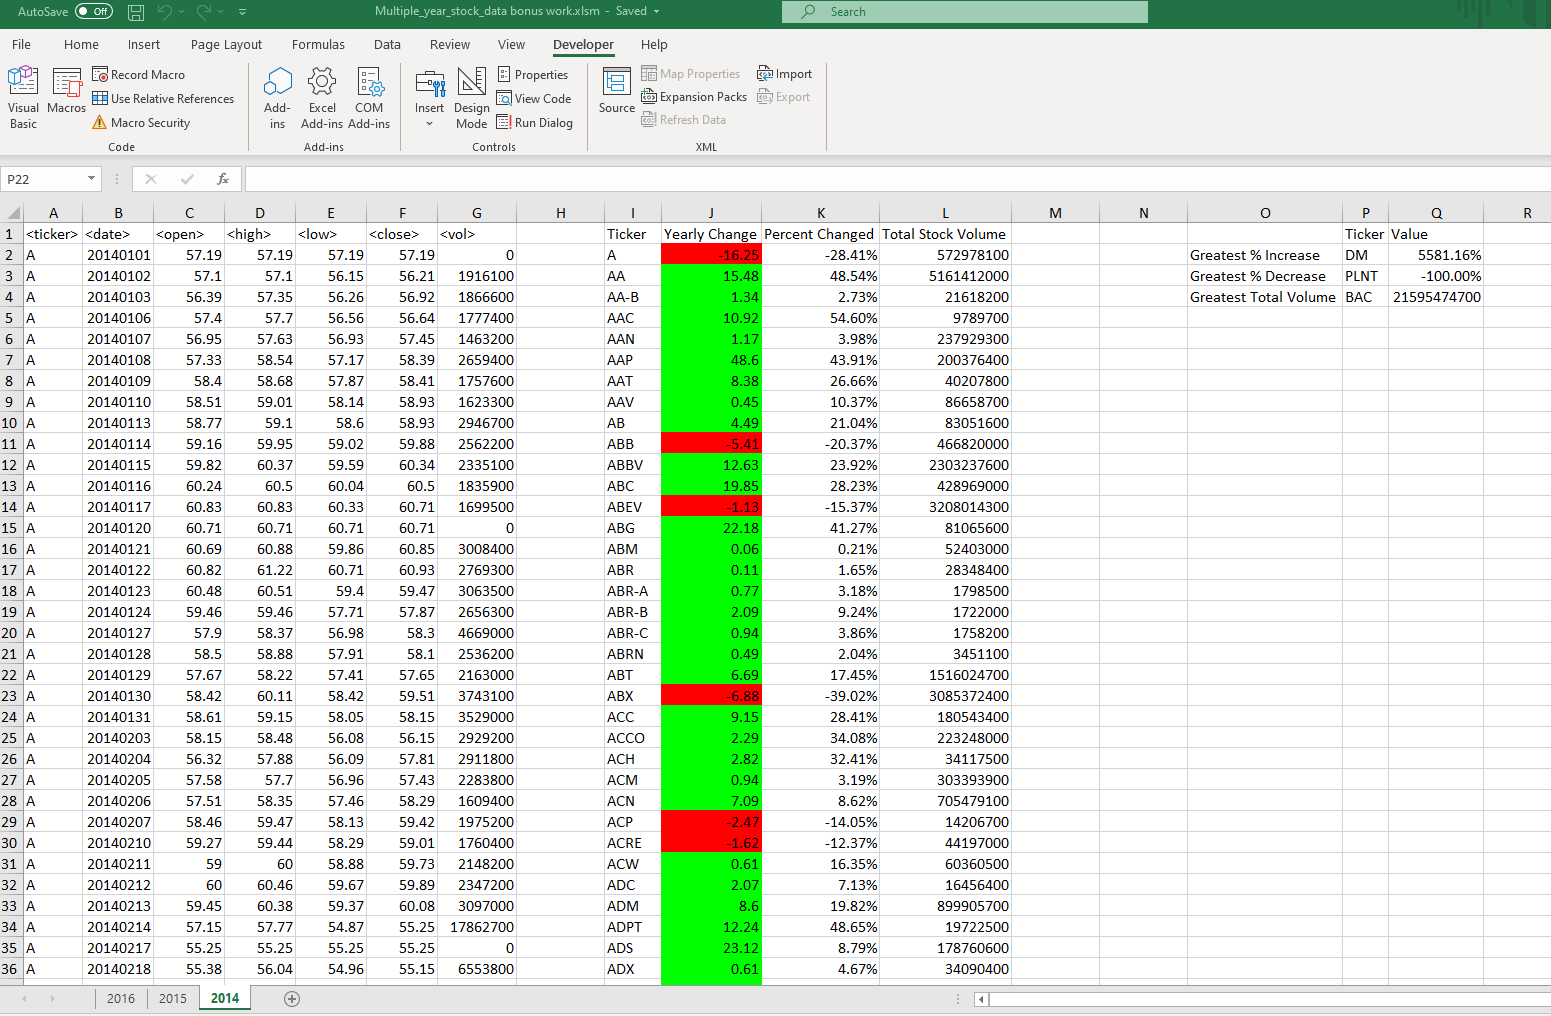 AutoSave Off Multiple_year_stock_data bonus work.xlsm - Saved Search
File Home Insert Page Layout Formulas Data Review View Developer Help
Visual Basic
Macros
Record Macro
Use Relative References
Macro Security
Code
Add-ins
Excel Add-ins
COM Add-ins
Add-ins
Insert
Design Mode
Properties
View Code
Run Dialog
Controls
Source
Map Properties
Expansion Packs
Refresh Data
Import
Export
XML
P22 fx
A B C D E F G H I J K L M N O P Q R
1 <ticker> <date> <open> <high> <low> <close> <vol> Ticker Yearly Change Percent Changed Total Stock Volume Ticker Value
2 A 20140101 57.19 57.19 57.19 57.19 0 A -16.25 -28.41% 572978100 Greatest % Increase DM 5581.16%
3 A 20140102 57.1 57.1 56.15 56.21 1916100 AA 15.48 48.54% 5161412000 Greatest % Decrease PLNT -100.00%
4 A 20140103 56.39 57.35 56.26 56.92 1866600 AA-B 1.34 2.73% 21618200 Greatest Total Volume BAC 21595474700
5 A 20140106 57.4 57.7 56.56 56.64 1777400 AAC 10.92 54.60% 9789700
6 A 20140107 56.95 57.63 56.93 57.45 1463200 AAN 1.17 3.98% 237929300
7 A 20140108 57.33 58.54 57.17 58.39 2659400 AAP 48.6 43.91% 200376400
8 A 20140109 58.4 58.68 57.87 58.41 1757600 AAT 8.38 26.66% 40207800
9 A 20140110 58.51 59.01 58.14 58.93 1623300 AAV 0.45 10.37% 86658700
10 A 20140113 58.77 59.1 58.6 58.93 2946700 AB 4.49 21.04% 83051600
11 A 20140114 59.16 59.95 59.02 59.88 2562200 ABB -5.41 -20.37% 466820000
12 A 20140115 59.82 60.37 59.59 60.34 2335100 ABBV 12.63 23.92% 2303237600
13 A 20140116 60.24 60.5 60.04 60.5 1835900 ABC 19.85 28.23% 428969000
14 A 20140117 60.83 60.83 60.33 60.71 1699500 ABEV -1.13 -15.37% 3208014300
15 A 20140120 60.71 60.71 60.71 60.71 0 ABG 22.18 41.27% 81065600
16 A 20140121 60.69 60.88 59.86 60.85 3008400 ABM 0.06 0.21% 52403000
17 A 20140122 60.82 61.22 60.71 60.93 2769300 ABR 0.11 1.65% 28348400
18 A 20140123 60.48 60.51 59.4 59.47 3063500 ABR-A 0.77 3.18% 1798500
19 A 20140124 59.46 59.46 57.71 57.87 2656300 ABR-B 2.09 9.24% 1722000
20 A 20140127 57.9 58.37 56.98 58.3 4669000 ABR-C 0.94 3.86% 1758200
21 A 20140128 58.5 58.88 57.91 58.1 2536200 ABRN 0.49 2.04% 3451100
22 A 20140129 57.67 58.22 57.41 57.65 2163000 ABT 6.69 17.45% 1516024700
23 A 20140130 58.42 60.11 58.42 59.51 3743100 ABX -6.88 -39.02% 3085372400
24 A 20140131 58.61 59.15 58.05 58.15 3529000 ACC 9.15 28.41% 180543400
25 A 20140203 58.15 58.48 56.08 56.15 2929200 ACCO 2.29 34.08% 223248000
26 A 20140204 56.32 57.88 56.09 57.81 2911800 ACH 2.82 32.41% 34117500
27 A 20140205 57.58 57.7 56.96 57.43 2283800 ACM 0.94 3.19% 303393900
28 A 20140206 57.51 58.35 57.46 58.29 1609400 ACN 7.09 8.62% 705479100
29 A 20140207 58.46 59.47 58.13 59.42 1975200 ACP -2.47 -14.05% 14206700
30 A 20140210 59.27 59.44 58.29 59.01 1760400 ACRE -1.62 -12.37% 44197000
31 A 20140211 59 60 58.88 59.73 2148200 ACW 0.61 16.35% 60360500
32 A 20140212 60 60.46 59.67 59.89 2347200 ADC 2.07 7.13% 16456400
33 A 20140213 59.45 60.38 59.37 60.08 3097000 ADM 8.6 19.82% 899905700
34 A 20140214 57.15 57.77 54.87 55.25 17862700 ADPT 12.24 48.65% 19722500
35 A 20140217 55.25 55.25 55.25 55.25 0 ADS 23.12 8.79% 178760600
36 A 20140218 55.38 56.04 54.96 55.15 6553800 ADX 0.61 4.67% 34090400
2016 2015 2014